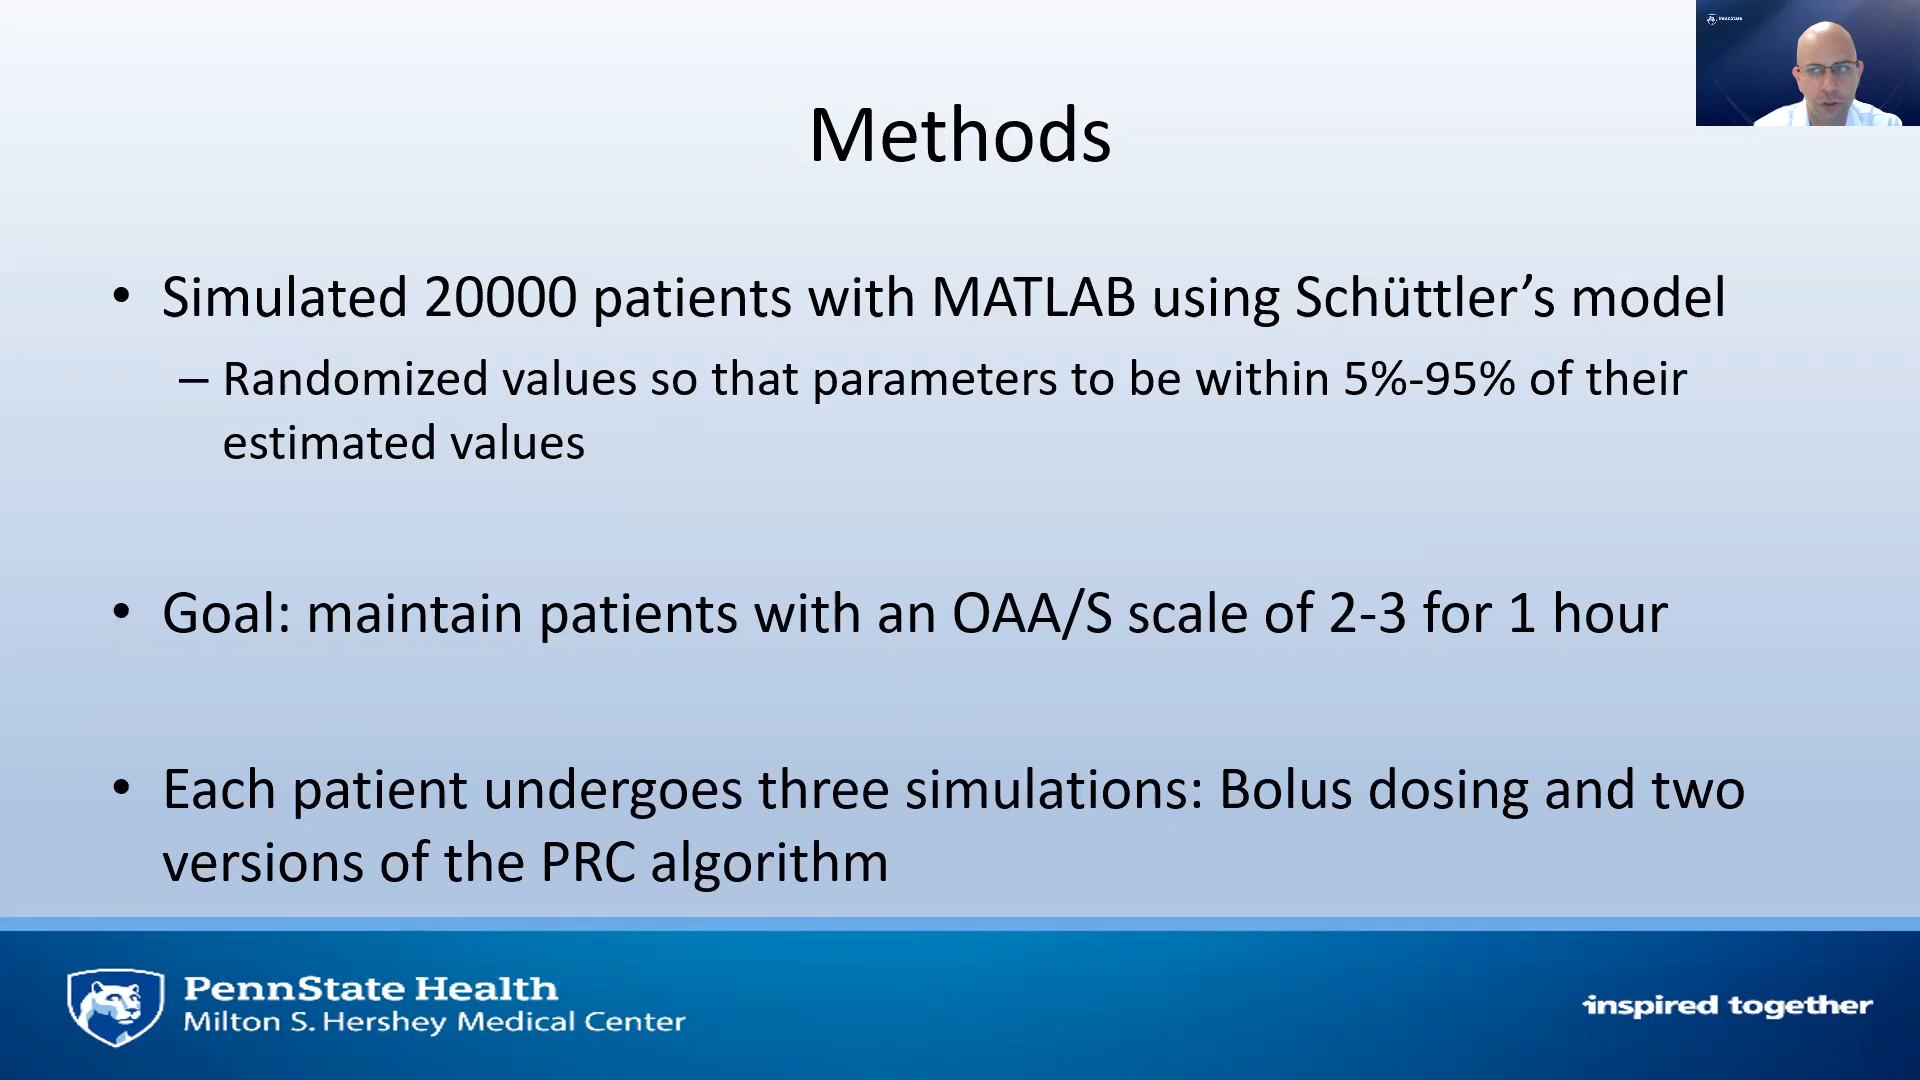 Methods
• Simulated 20000 patients with MATLAB using Schüttler’s model
– Randomized values so that parameters to be within 5%-95% of their
estimated values
• Goal: maintain patients with an OAA/S scale of 2-3 for 1 hour
• Each patient undergoes three simulations: Bolus dosing and two
versions of the PRC algorithm
PennState Health
Milton S. Hershey Medical Center
inspired together